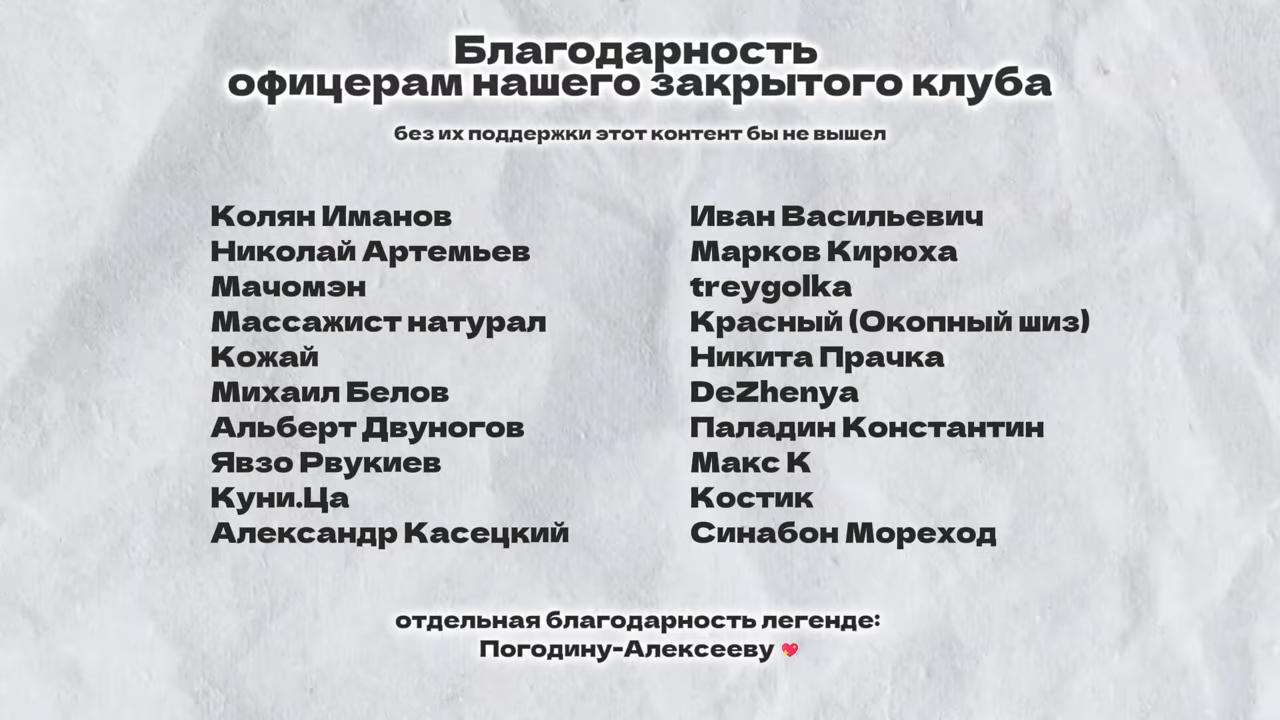 Благодарность
офицерам нашего закрытого клуба
без их поддержки этот контент бы не вышел
Колян Иманов
Николай Артемьев
Мачомэн
Массажист натурал
Кожай
Михаил Белов
Альберт Двуногов
Явзо Рвукиев
Куни.Ца
Александр Касецкий
Иван Васильевич
Марков Кирюха
treygolka
Красный (Окопный шиз)
Никита Прачка
DeZhenya
Паладин Константин
Макс К
Костик
Синабон Мореход
отдельная благодарность легенде:
Погодину-Алексееву 💖